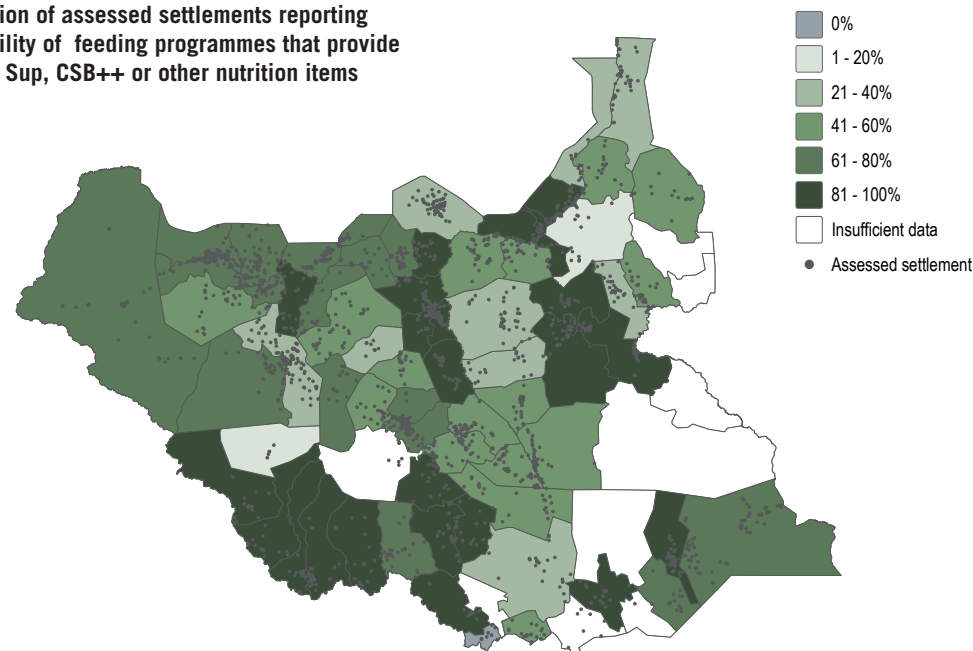 ion of assessed settlements reporting
ility of feeding programmes that provide
Sup, CSB++ or other nutrition items
0%
1 - 20%
21 - 40%
41 - 60%
61 - 80%
81 - 100%
Insufficient data
Assessed settlement